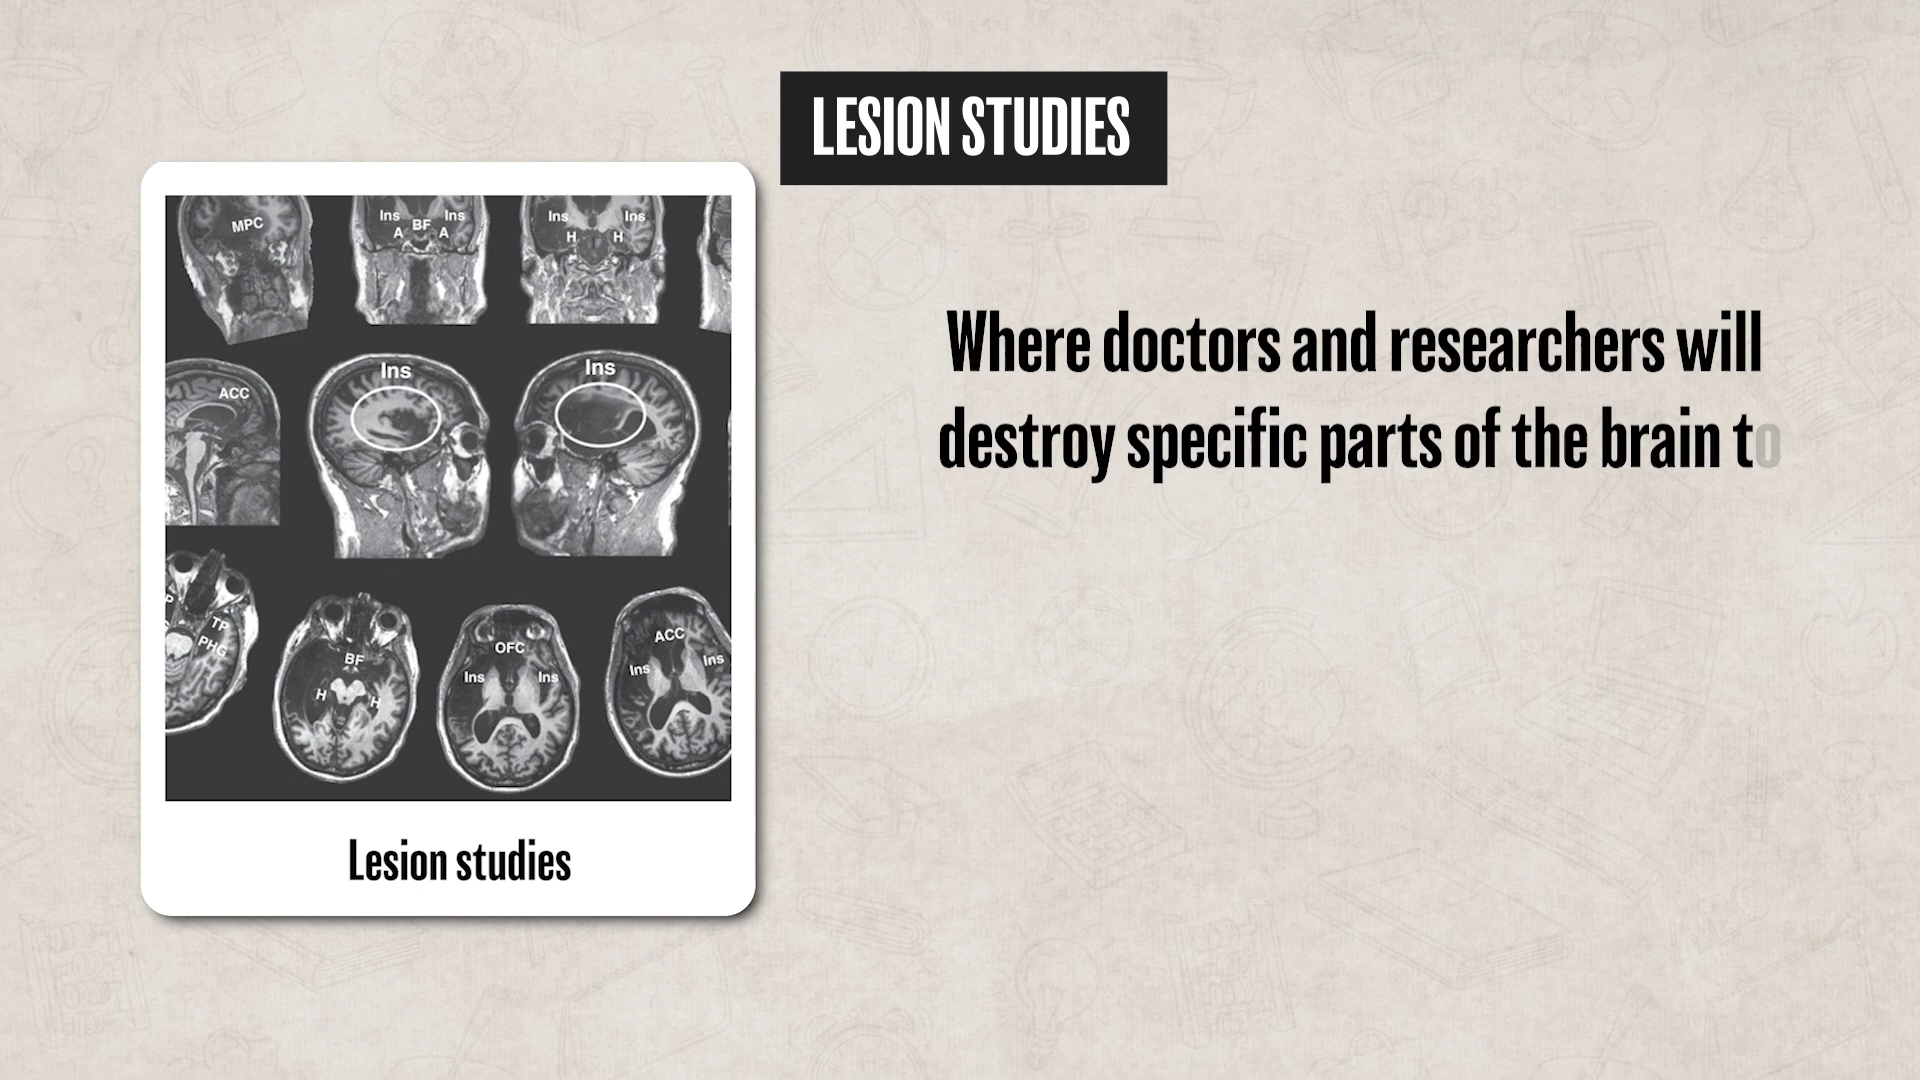 LESION STUDIES
MPC
Ins BF Ins
A A
Ins Ins
H H
ACC
Ins
Ins
TP
PHG
BF
H H
OFC
Ins Ins
ACC
Ins Ins
Lesion studies
Where doctors and researchers will
destroy specific parts of the brain to